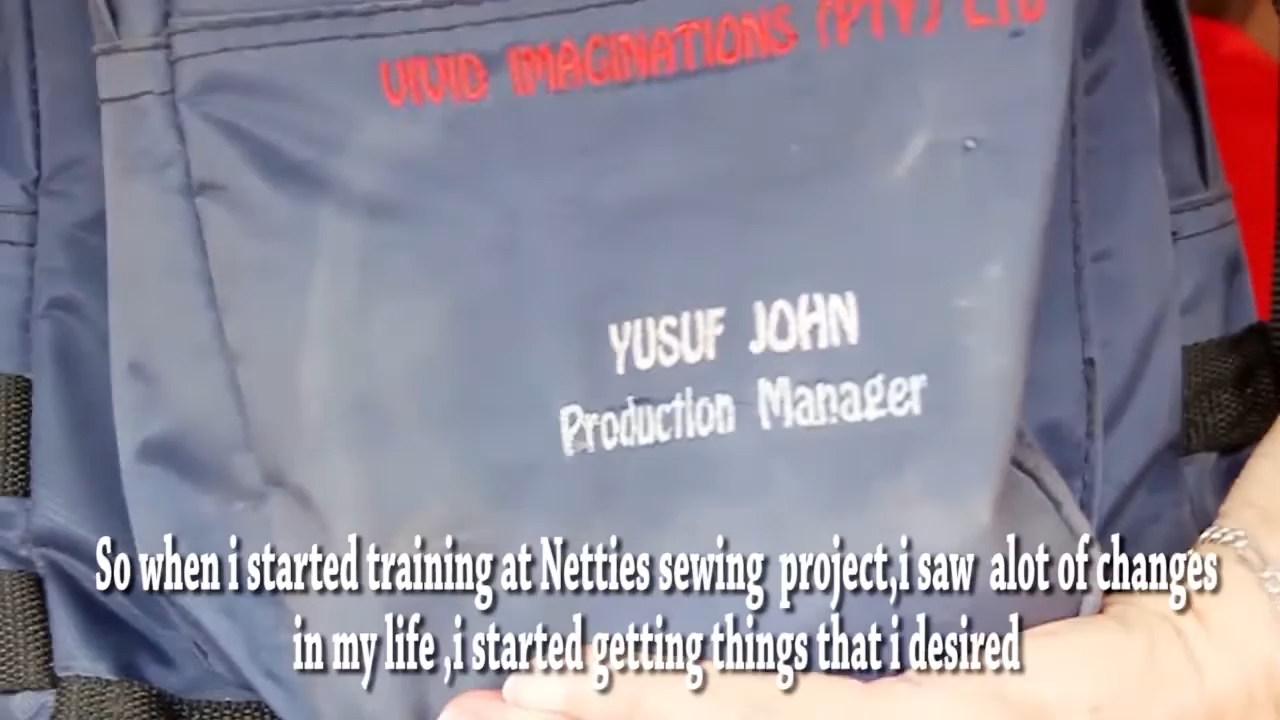 VIVID IMAGINATIONS (PTY) LTD
YUSUF JOHN
Production Manager
So when i started training at Netties sewing  project,i saw  alot of changes
in my life ,i started getting things that i desired